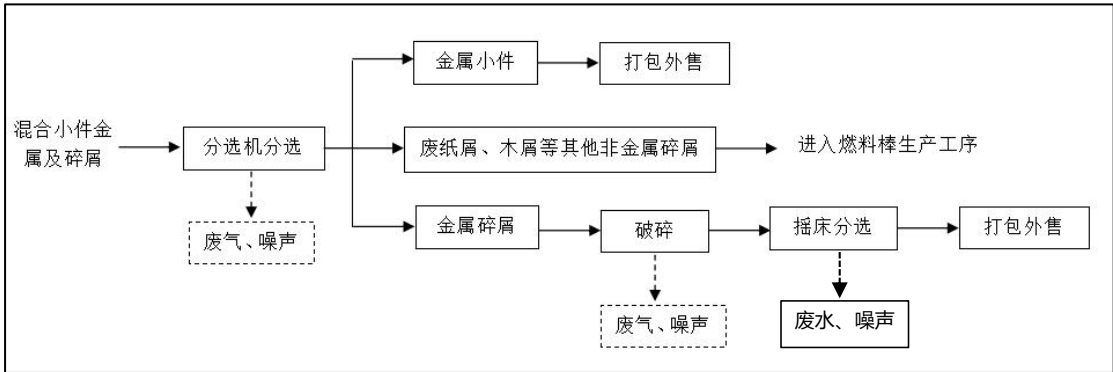 金属小件
打包外售
混合小件金
属及碎屑
分选机分选
废纸屑、木屑等其他非金属碎屑
进入燃料棒生产工序
金属碎屑
破碎
摇床分选
打包外售
废气、噪声
废气、噪声
废水、噪声